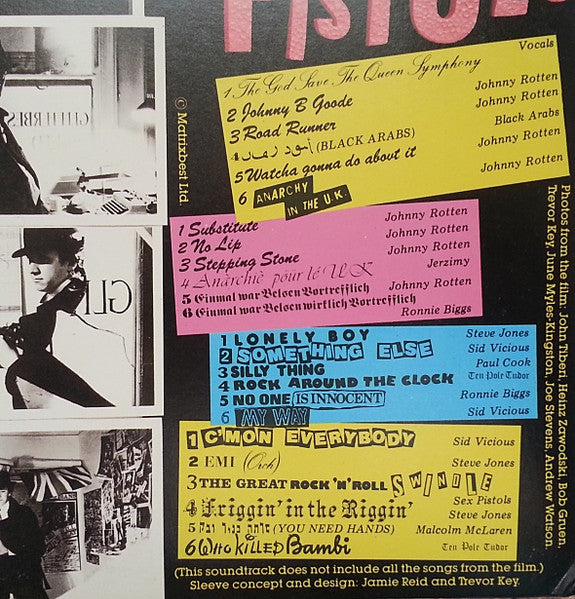 PISTOL
Vocals
1 The God Save The Queen Symphony
2 Johnny B Goode Johnny Rotten
3 Road Runner Johnny Rotten
4 (BLACK ARABS) Black Arabs
5 Watcha gonna do about it Johnny Rotten
6 ANARCHY IN THE U.K. Johnny Rotten
1 Substitute Johnny Rotten
2 No Lip Johnny Rotten
3 Stepping Stone Johnny Rotten
4 Anarchie pour lé UK Jerzimy
5 Einmal war Belsen Vortrefflich Johnny Rotten
6 Einmal war Belsen wirtlich Vortrefflich Ronnie Biggs
1 LONELY BOY Steve Jones
2 SOMETHING ELSE Sid Vicious
3 SILLY THING Paul Cook
4 ROCK AROUND THE CLOCK Ten Pole Tudor
5 NO ONE IS INNOCENT Ronnie Biggs
6 MY WAY Sid Vicious
1 C'MON EVERYBODY Sid Vicious
2 EMI (Orch) Steve Jones
3 THE GREAT ROCK 'N' ROLL SWINDLE
Sex Pistols
4 Friggin' in the Riggin' Steve Jones
5 (YOU NEED HANDS) Malcolm McLaren
6 WHO KILLED Bambi Ten Pole Tudor
(This soundtrack does not include all the songs from the film.)
Sleeve concept and design: Jamie Reid and Trevor Key.
© Matrixbest Ltd.
Photos from the film: John Tiberi, Heinz Zawodski, Bob Gruen,
Trevor Key, June Myles-Kingston, Joe Stevens, Andrew Watson.